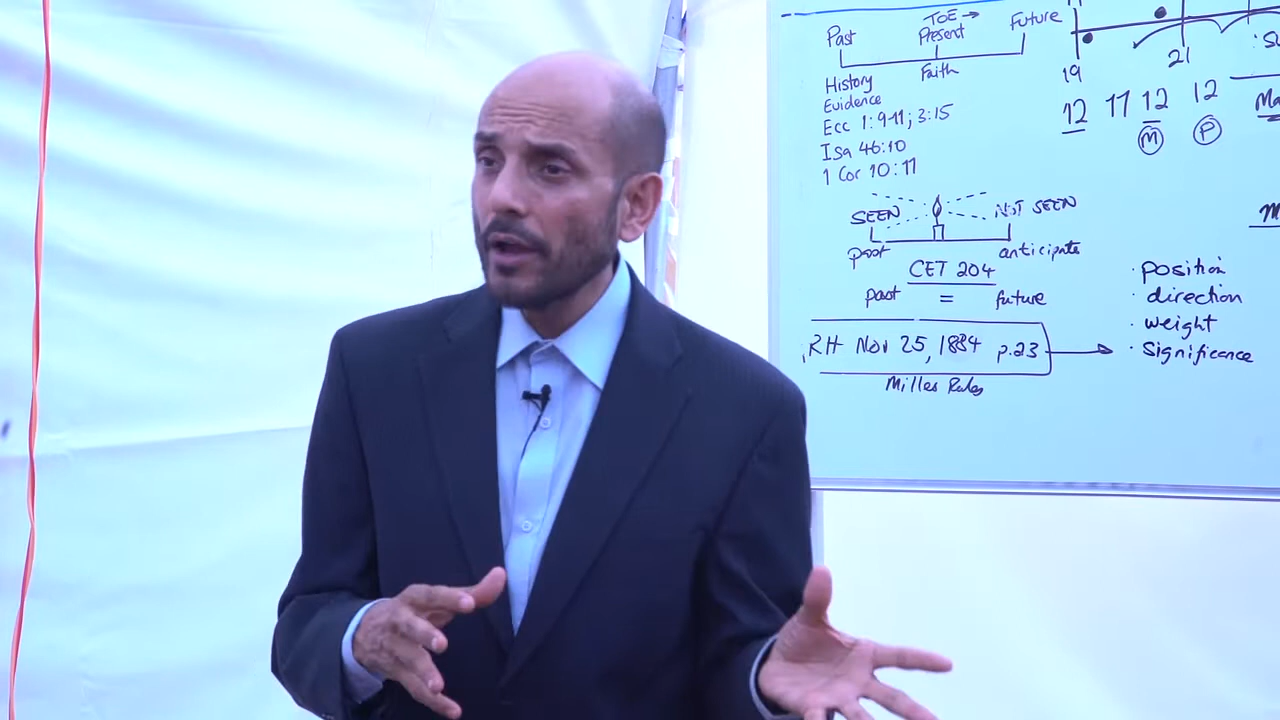 TOE →
Past Present Future
History Faith
Evidence
Ecc 1:9-11; 3:15
Isa 46:10
1 Cor 10:11
SEEN NOT SEEN
past anticipate
CET 204
past = future
RH Nov 25, 1884 p.23
Milles Rules
19 21
12 17 12 12
M P
· position
· direction
· weight
· Significance